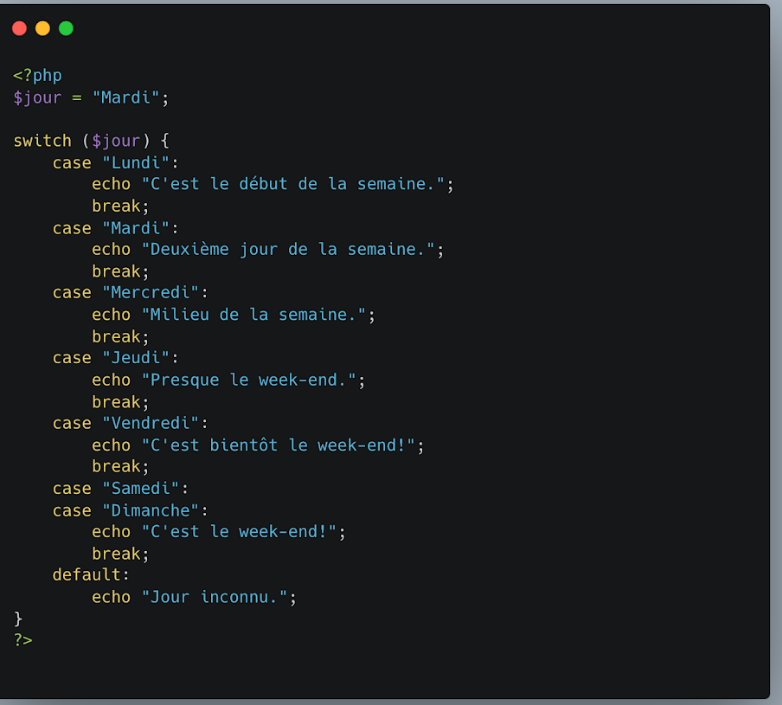 <?php
$jour = "Mardi";
switch ($jour) {
    case "Lundi":
        echo "C'est le début de la semaine.";
        break;
    case "Mardi":
        echo "Deuxième jour de la semaine.";
        break;
    case "Mercredi":
        echo "Milieu de la semaine.";
        break;
    case "Jeudi":
        echo "Presque le week-end.";
        break;
    case "Vendredi":
        echo "C'est bientôt le week-end!";
        break;
    case "Samedi":
    case "Dimanche":
        echo "C'est le week-end!";
        break;
    default:
        echo "Jour inconnu.";
}
?>